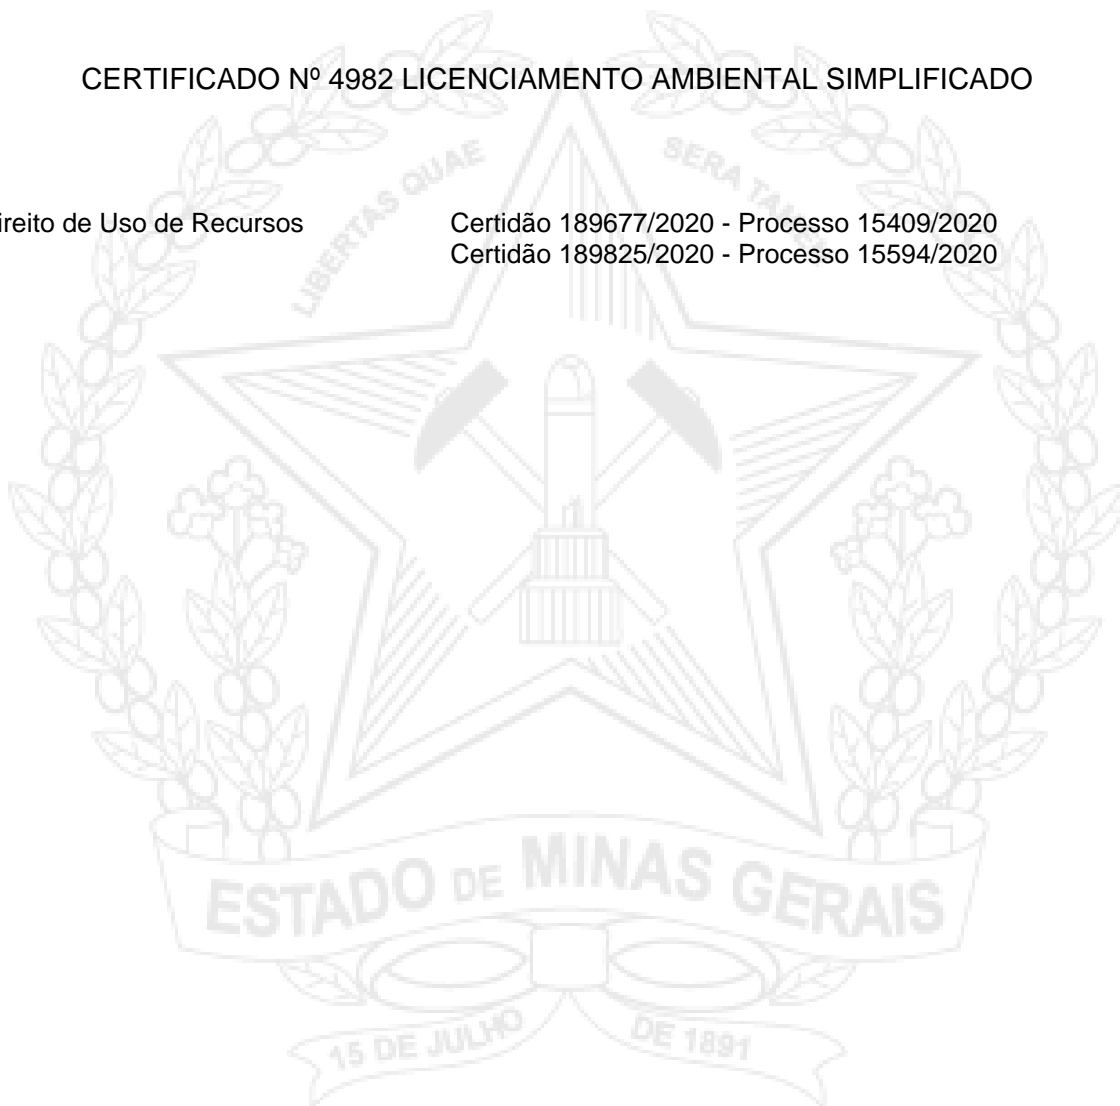 CERTIFICADO Nº 4982 LICENCIAMENTO AMBIENTAL SIMPLIFICADO
LIBERTAS QUAE SERA TAMEN
ireito de Uso de Recursos
Certidão 189677/2020 - Processo 15409/2020
Certidão 189825/2020 - Processo 15594/2020
ESTADO DE MINAS GERAIS
15 DE JULHO DE 1891